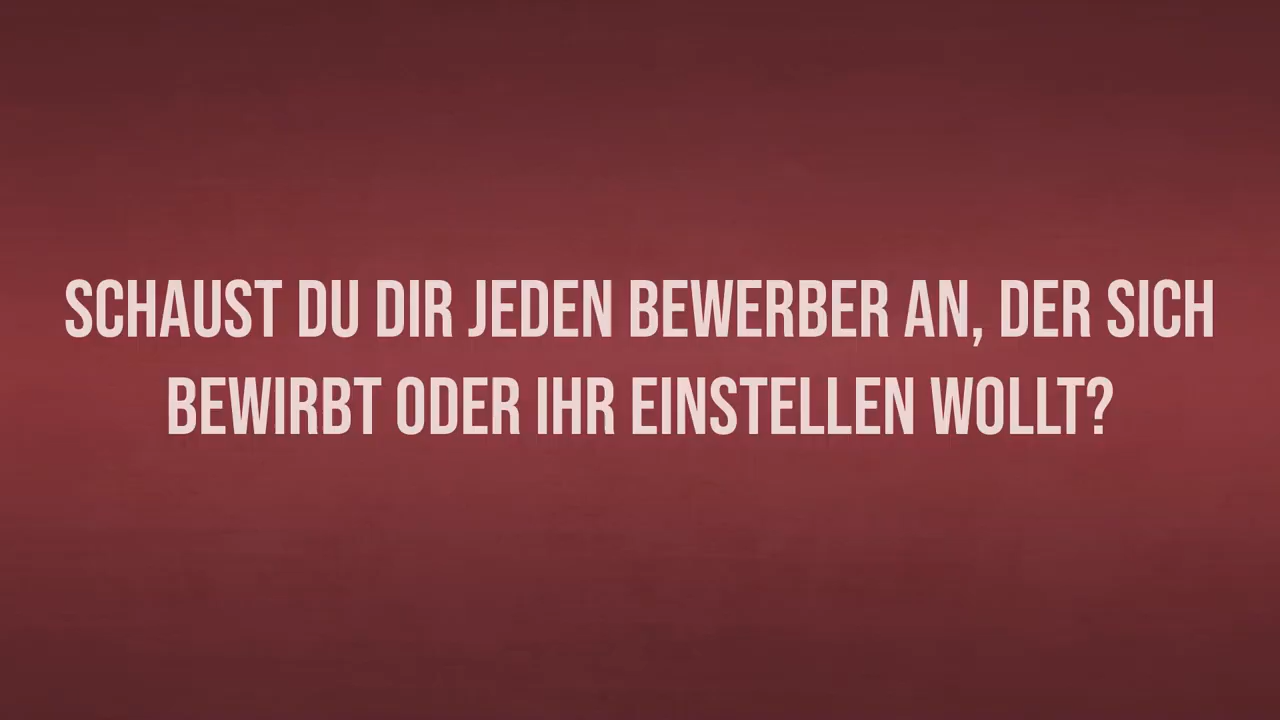 SCHAUST DU DIR JEDEN BEWERBER AN, DER SICH
BEWIRBT ODER IHR EINSTELLEN WOLLT?